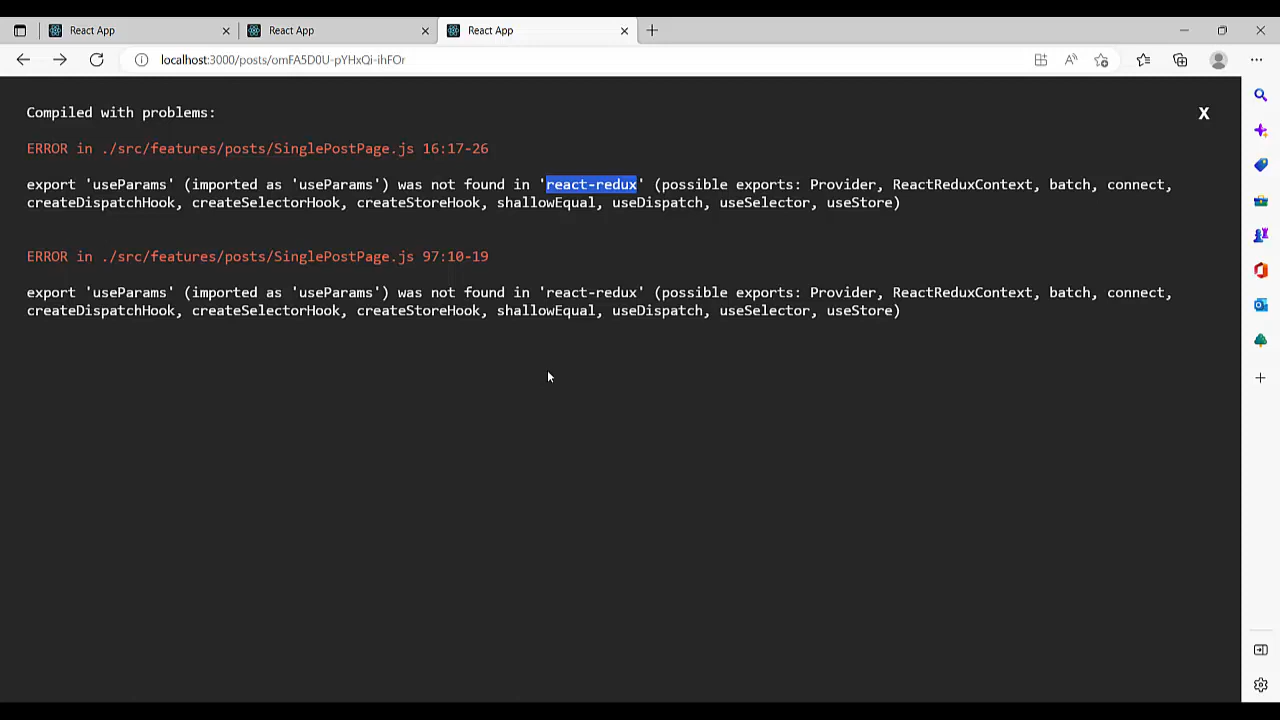 React App
React App
React App
localhost:3000/posts/omFA5D0U-pYHxQi-ihFOr
Compiled with problems:
X
ERROR in ./src/features/posts/SinglePostPage.js 16:17-26
export 'useParams' (imported as 'useParams') was not found in 'react-redux' (possible exports: Provider, ReactReduxContext, batch, connect,
createDispatchHook, createSelectorHook, createStoreHook, shallowEqual, useDispatch, useSelector, useStore)
ERROR in ./src/features/posts/SinglePostPage.js 97:10-19
export 'useParams' (imported as 'useParams') was not found in 'react-redux' (possible exports: Provider, ReactReduxContext, batch, connect,
createDispatchHook, createSelectorHook, createStoreHook, shallowEqual, useDispatch, useSelector, useStore)